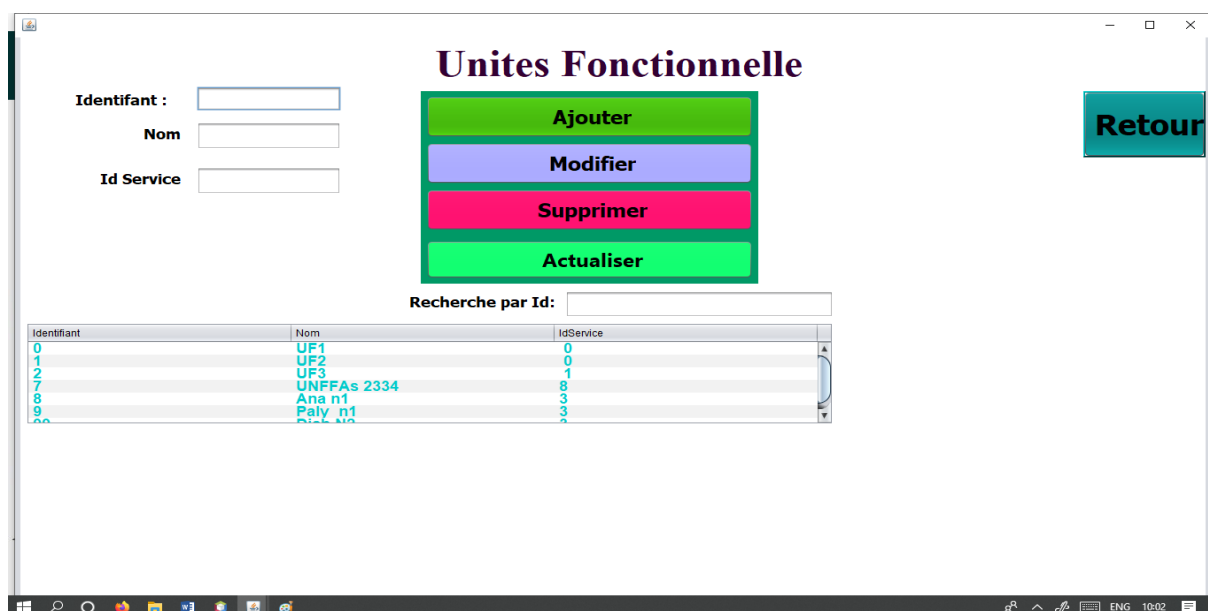 Unites Fonctionnelle
Identifant :
Nom
Id Service
Ajouter
Modifier
Supprimer
Actualiser
Retour
Recherche par Id:
Identifiant Nom IdService
0 UF1 0
1 UF2 0
2 UF3 1
7 UNFFAs 2334 8
8 Ana n1 3
9 Paly n1 3
ENG 10:02